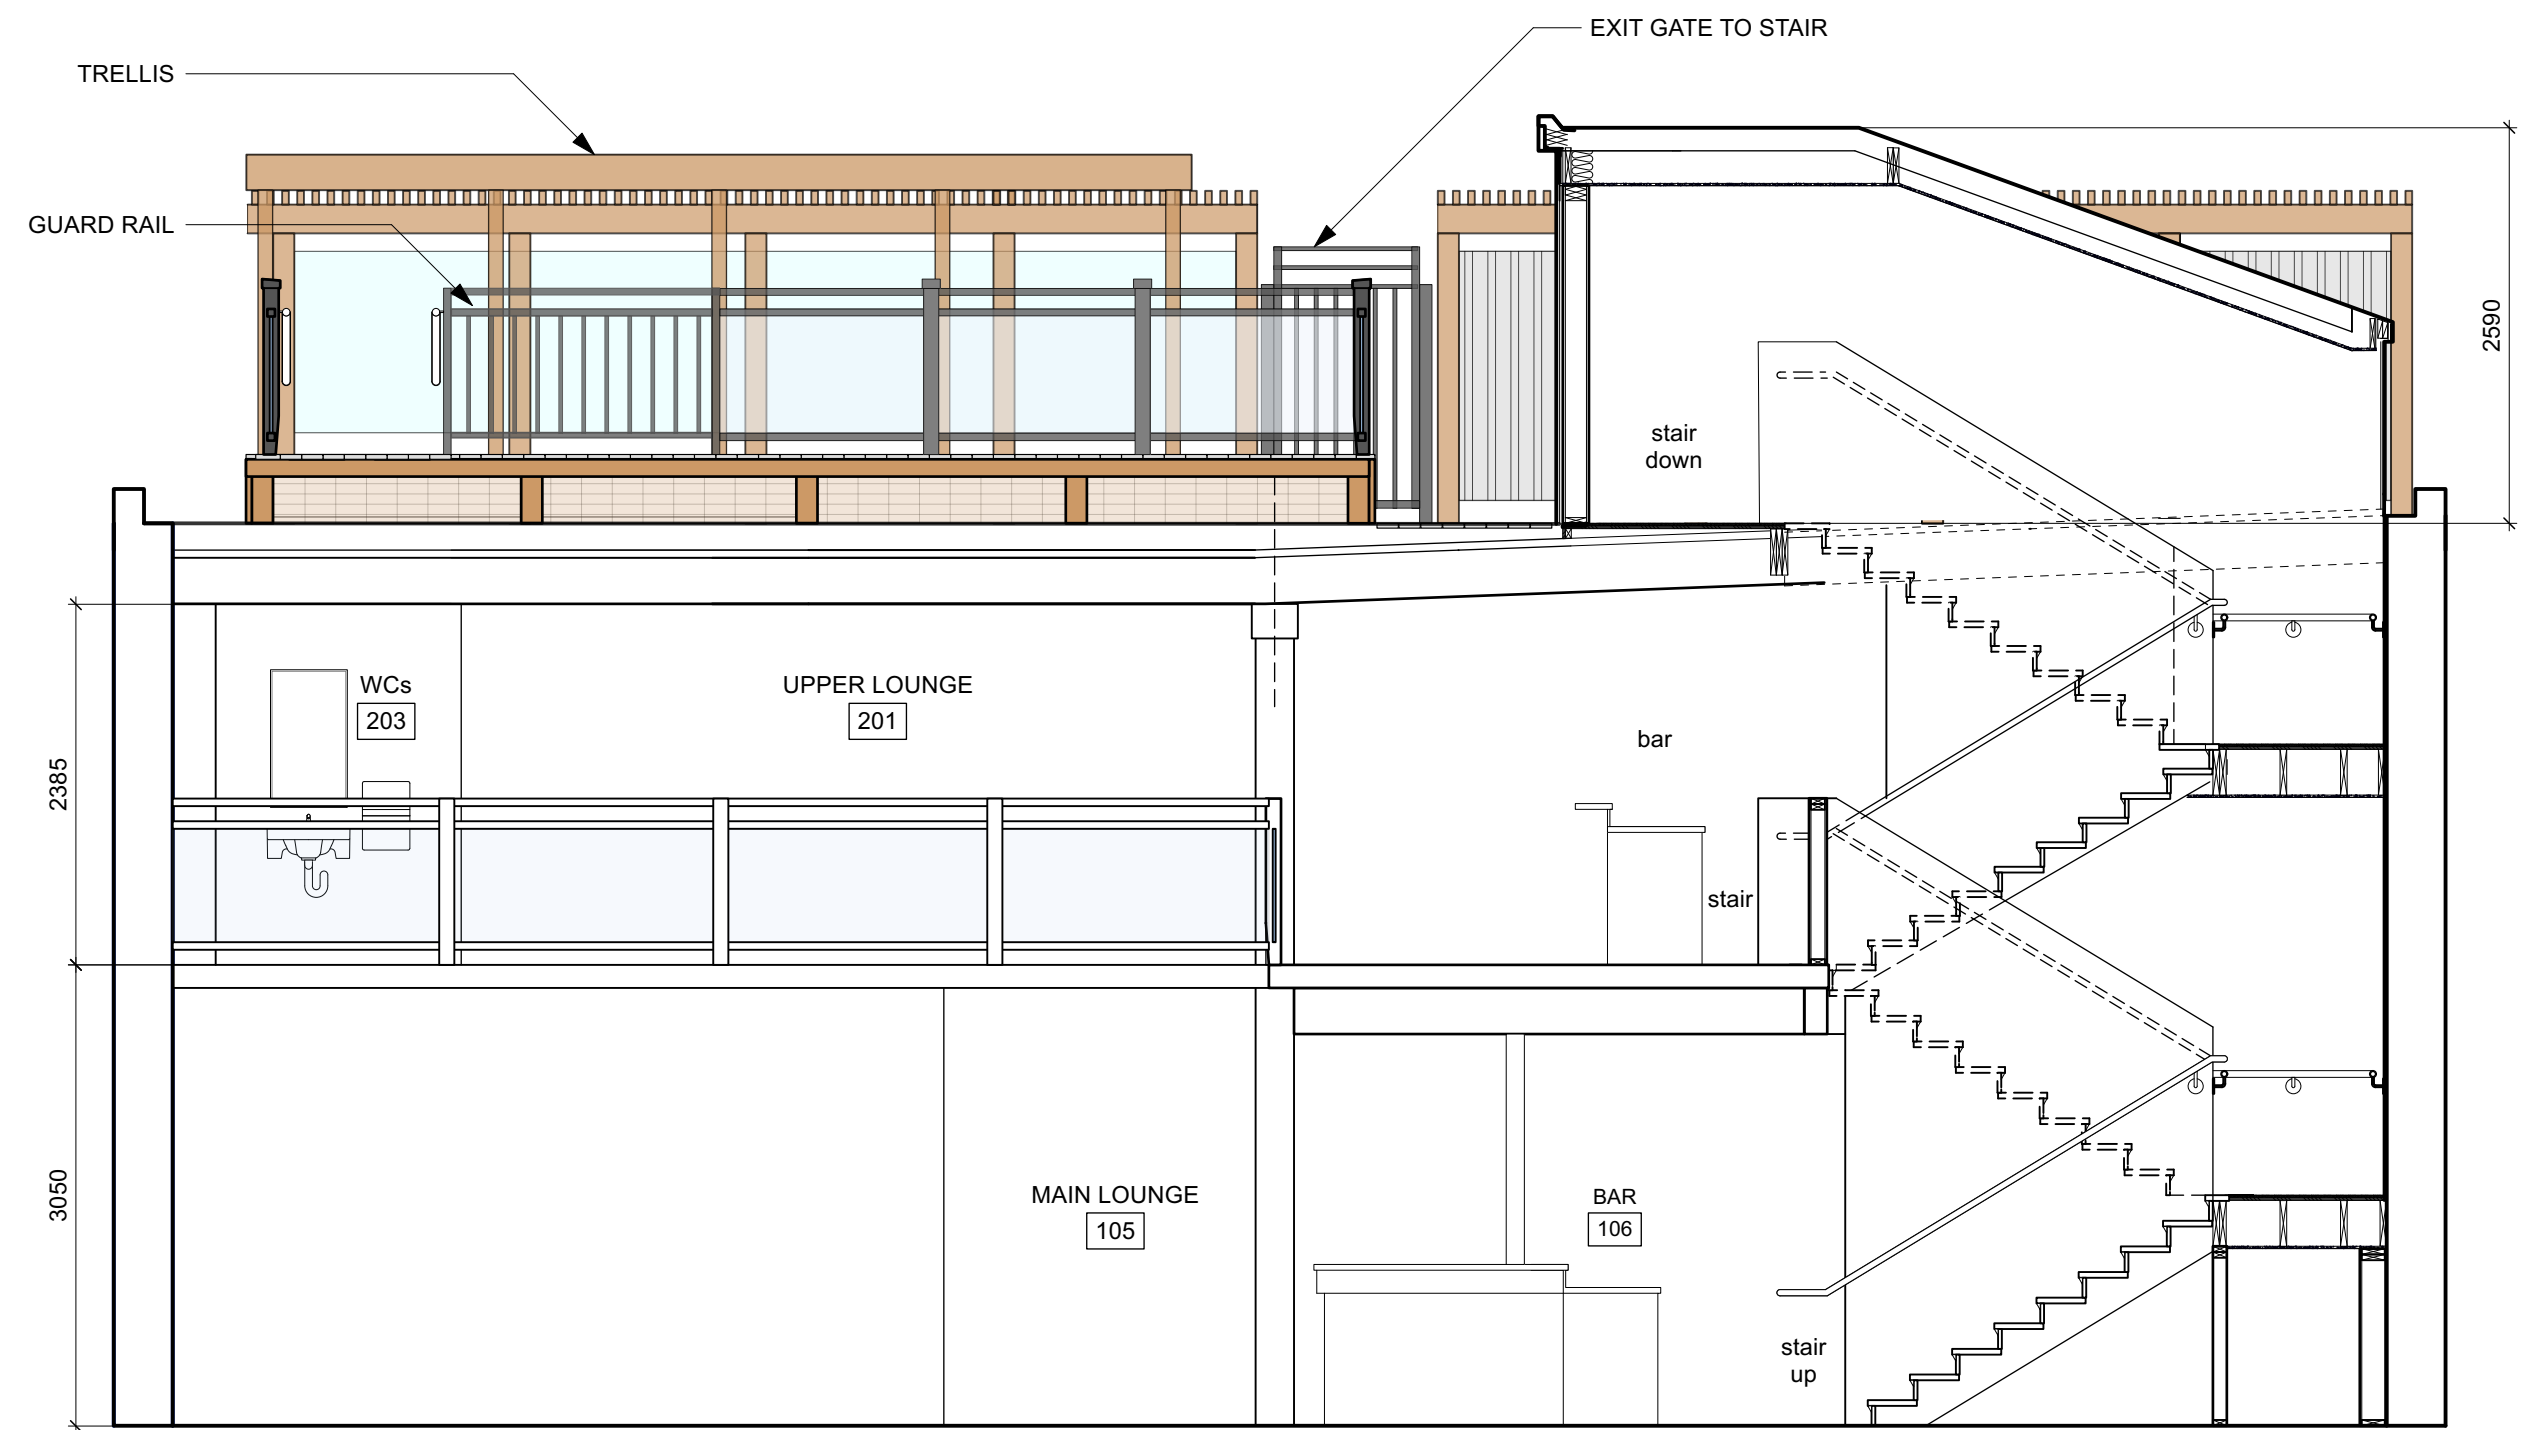 EXIT GATE TO STAIR
TRELLIS
GUARD RAIL
2590
stair
down
WCs
203
UPPER LOUNGE
201
bar
2385
stair
3050
MAIN LOUNGE
105
BAR
106
stair
up